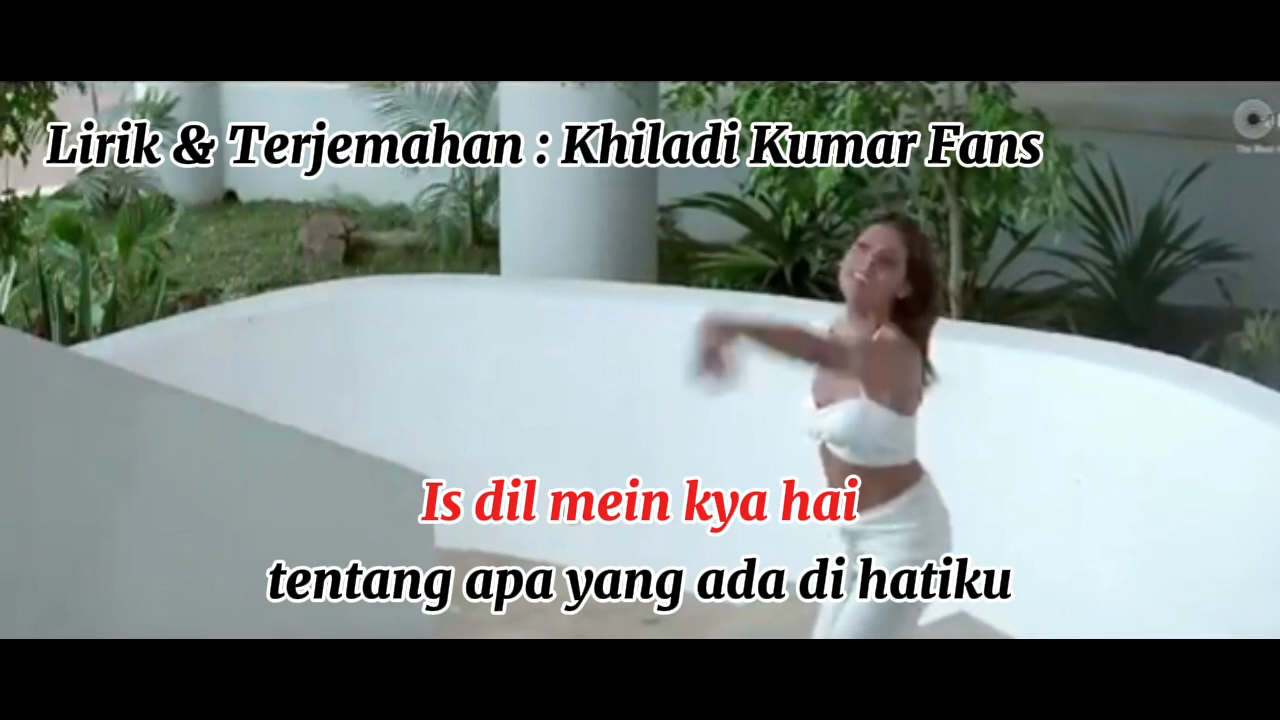 Lirik & Terjemahan : Khiladi Kumar Fans
Is dil mein kya hai
tentang apa yang ada di hatiku